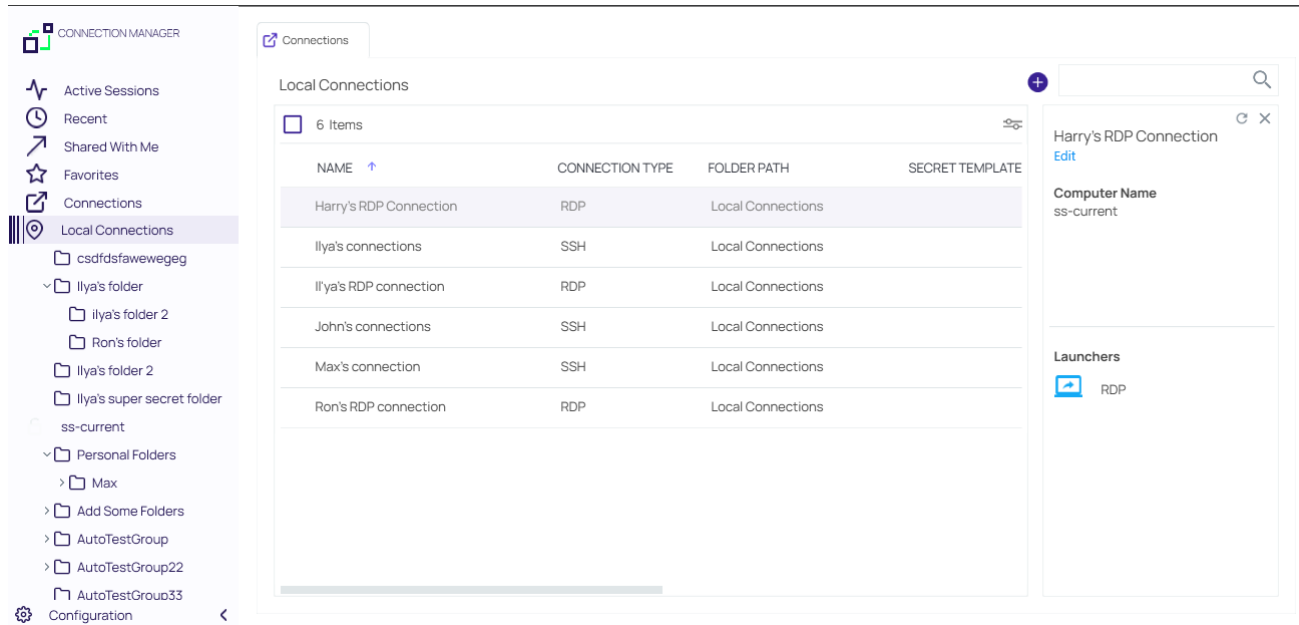 CONNECTION MANAGER
Active Sessions
Recent
Shared With Me
Favorites
Connections
Local Connections
csdfdsfawewegeg
Ilya's folder
ilya's folder 2
Ron's folder
Ilya's folder 2
Ilya's super secret folder
ss-current
Personal Folders
Max
Add Some Folders
AutoTestGroup
AutoTestGroup22
AutoTestGroup33
Configuration
Connections
Local Connections
6 Items
NAME CONNECTION TYPE FOLDER PATH SECRET TEMPLATE
Harry's RDP Connection RDP Local Connections
Ilya's connections SSH Local Connections
Il'ya's RDP connection RDP Local Connections
John's connections SSH Local Connections
Max's connection SSH Local Connections
Ron's RDP connection RDP Local Connections
Harry's RDP Connection
Edit
Computer Name
ss-current
Launchers
RDP